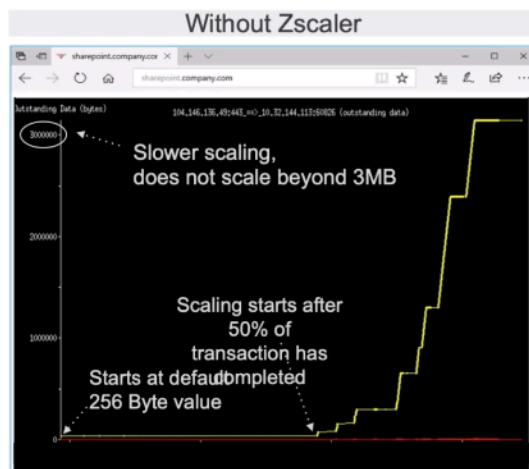 Without Zscaler
sharepoint.company.cor
sharepoint.company.com
Outstanding Data (bytes)
104.146.136.49:443_==>_10.32.144.113:60826 (outstanding data)
3000000
Slower scaling,
does not scale beyond 3MB
2000000
Scaling starts after
50% of
transaction has
completed
1000000
Starts at default
256 Byte value
0